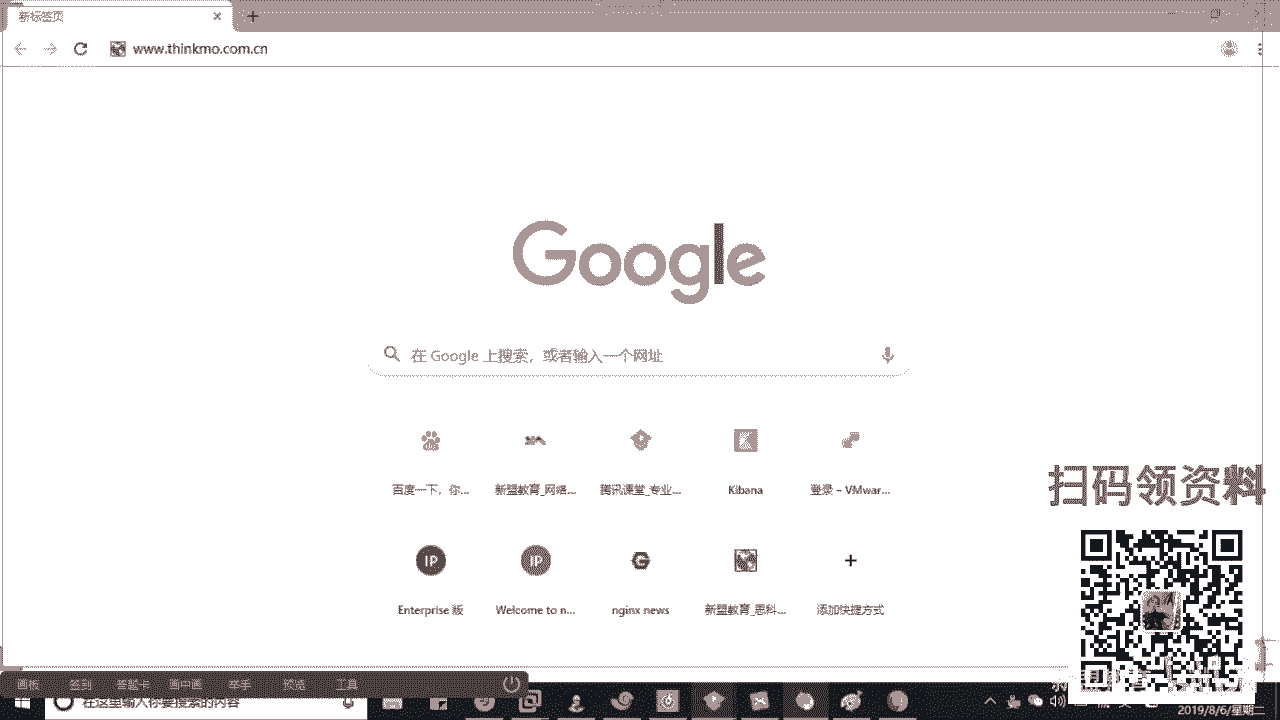 新标签页
www.thinkmo.com.cn
Google
在 Google 上搜索，或者输入一个网址
百度一下，你...
新盟教育_网络...
腾讯课堂_专业...
Kibana
登录 - VMwar...
IP
IP
Enterprise 版
Welcome to n...
nginx news
新盟教育_思科...
添加快捷方式
扫码领资料
画板 签到 答题卡 画中画 举手 预览 工具
在这里输入你要搜索的内容
2019/8/6/星期二